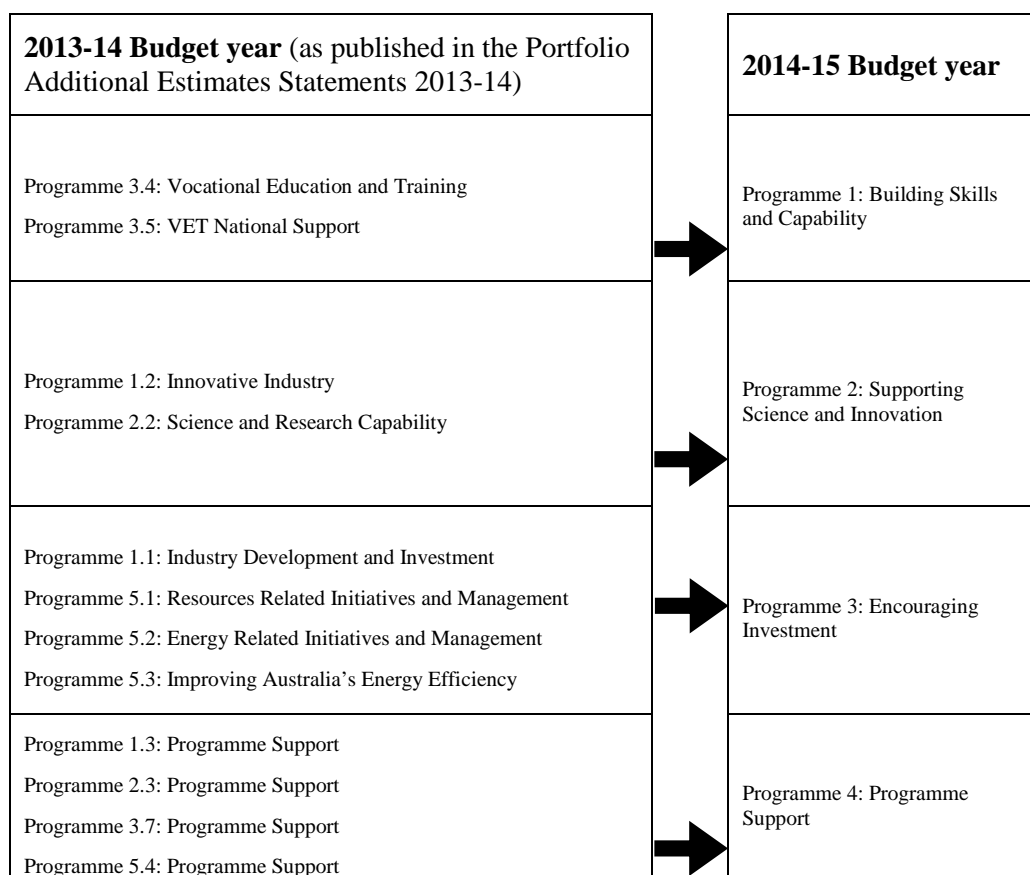 2013-14 Budget year (as published in the Portfolio
Additional Estimates Statements 2013-14)
2014-15 Budget year
Programme 3.4: Vocational Education and Training
Programme 3.5: VET National Support
Programme 1: Building Skills
and Capability
Programme 1.2: Innovative Industry
Programme 2.2: Science and Research Capability
Programme 2: Supporting
Science and Innovation
Programme 1.1: Industry Development and Investment
Programme 5.1: Resources Related Initiatives and Management
Programme 5.2: Energy Related Initiatives and Management
Programme 5.3: Improving Australia’s Energy Efficiency
Programme 3: Encouraging
Investment
Programme 1.3: Programme Support
Programme 2.3: Programme Support
Programme 3.7: Programme Support
Programme 5.4: Programme Support
Programme 4: Programme
Support